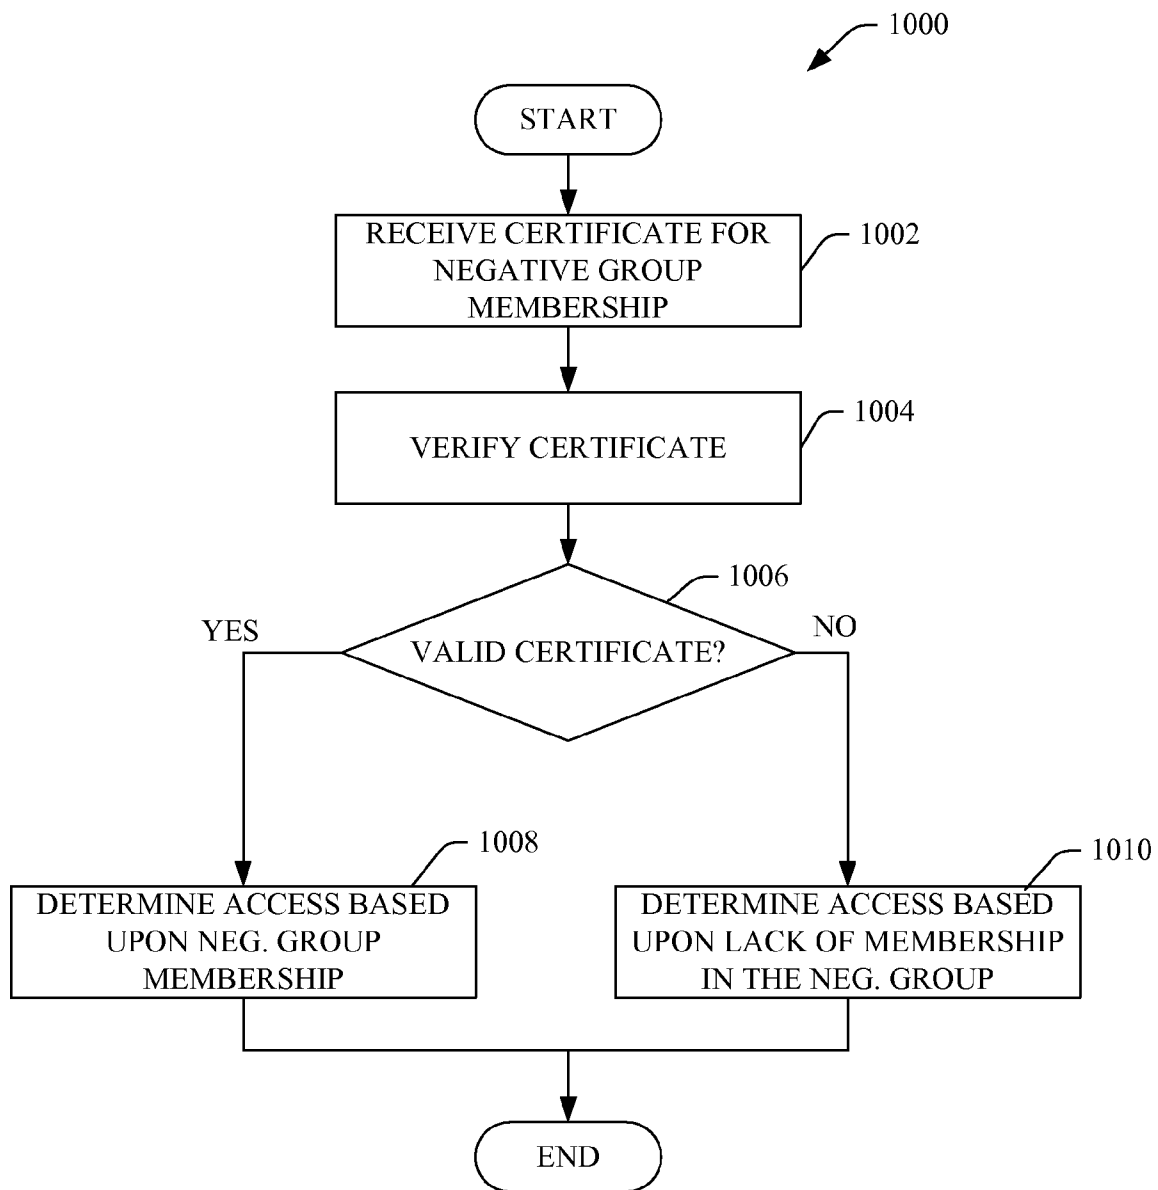 1000
START
RECEIVE CERTIFICATE FOR
NEGATIVE GROUP
MEMBERSHIP
1002
VERIFY CERTIFICATE
1004
1006
VALID CERTIFICATE?
YES
NO
1008
DETERMINE ACCESS BASED
UPON NEG. GROUP
MEMBERSHIP
1010
DETERMINE ACCESS BASED
UPON LACK OF MEMBERSHIP
IN THE NEG. GROUP
END